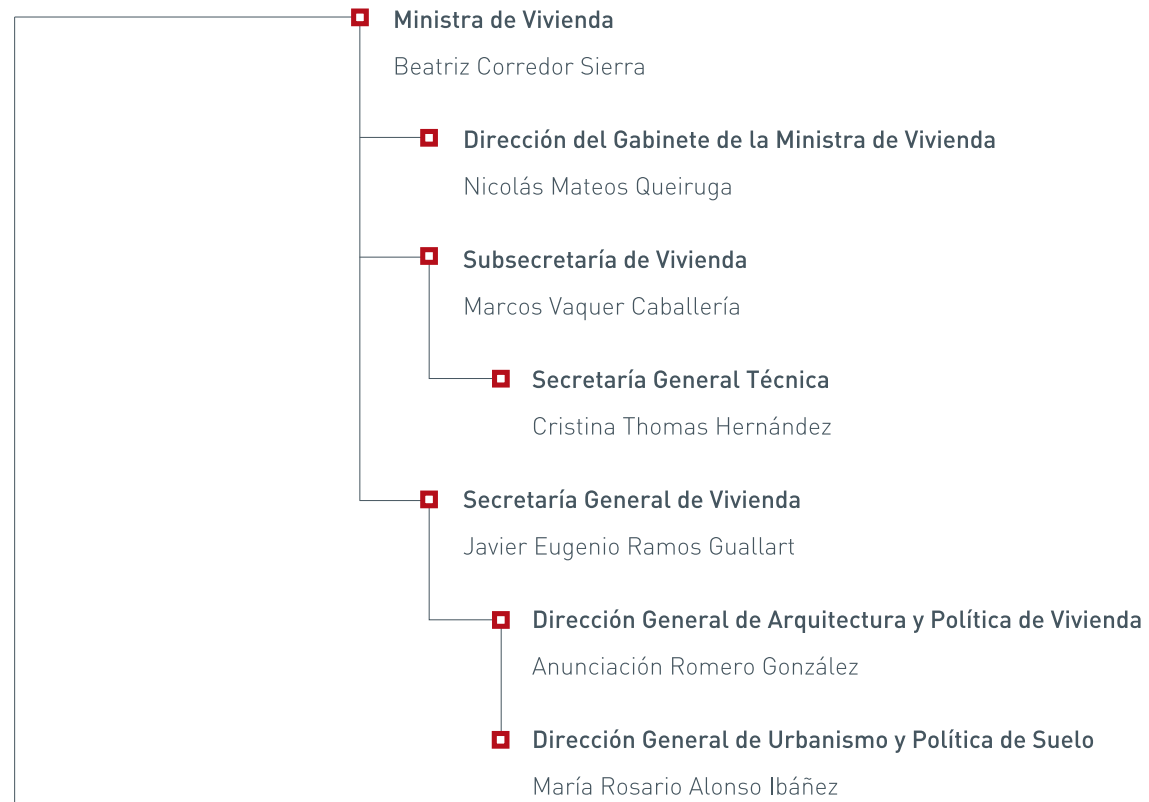 Ministra de Vivienda
Beatriz Corredor Sierra
Dirección del Gabinete de la Ministra de Vivienda
Nicolás Mateos Queiruga
Subsecretaría de Vivienda
Marcos Vaquer Caballería
Secretaría General Técnica
Cristina Thomas Hernández
Secretaría General de Vivienda
Javier Eugenio Ramos Guallart
Dirección General de Arquitectura y Política de Vivienda
Anunciación Romero González
Dirección General de Urbanismo y Política de Suelo
María Rosario Alonso Ibáñez